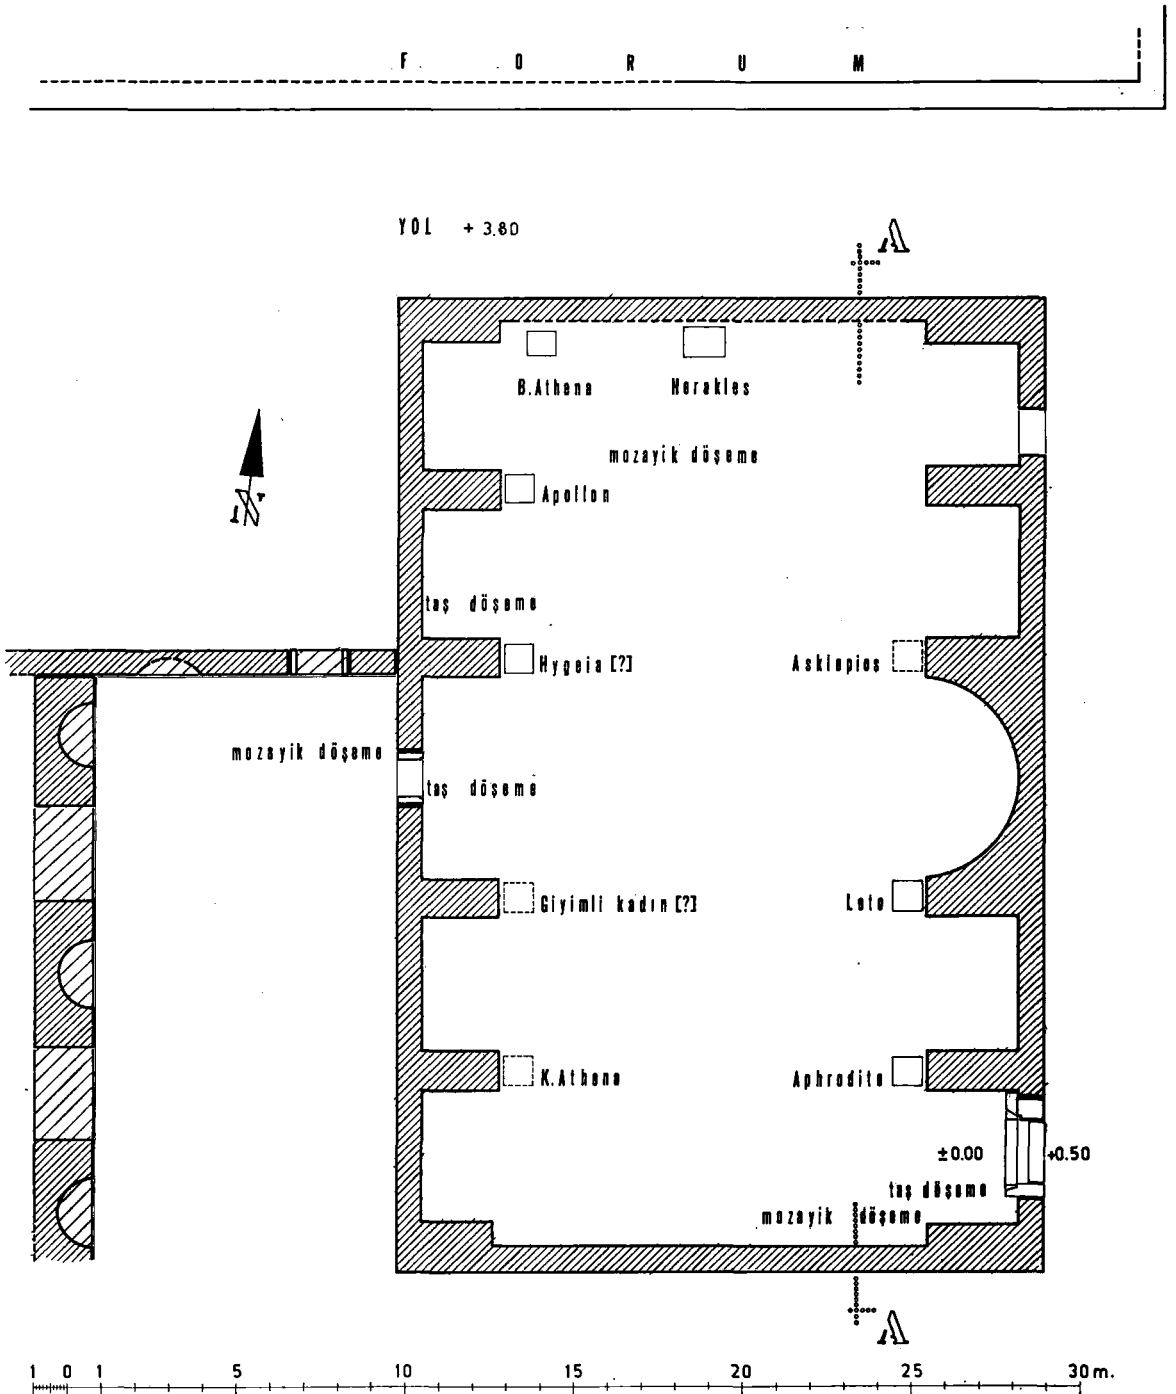 F O R U M
YOL + 3.80
A
B.Athena
Herakles
mozayik döşeme
Apollon
N
taş döşeme
Hygeia [?]
Asklepios
mozayik döşeme
taş döşeme
Giyimli kadın [?]
Leto
K.Athena
Aphrodite
±0.00
+0.50
taş döşeme
mozayik döşeme
A
1 0 1 5 10 15 20 25 30 m.